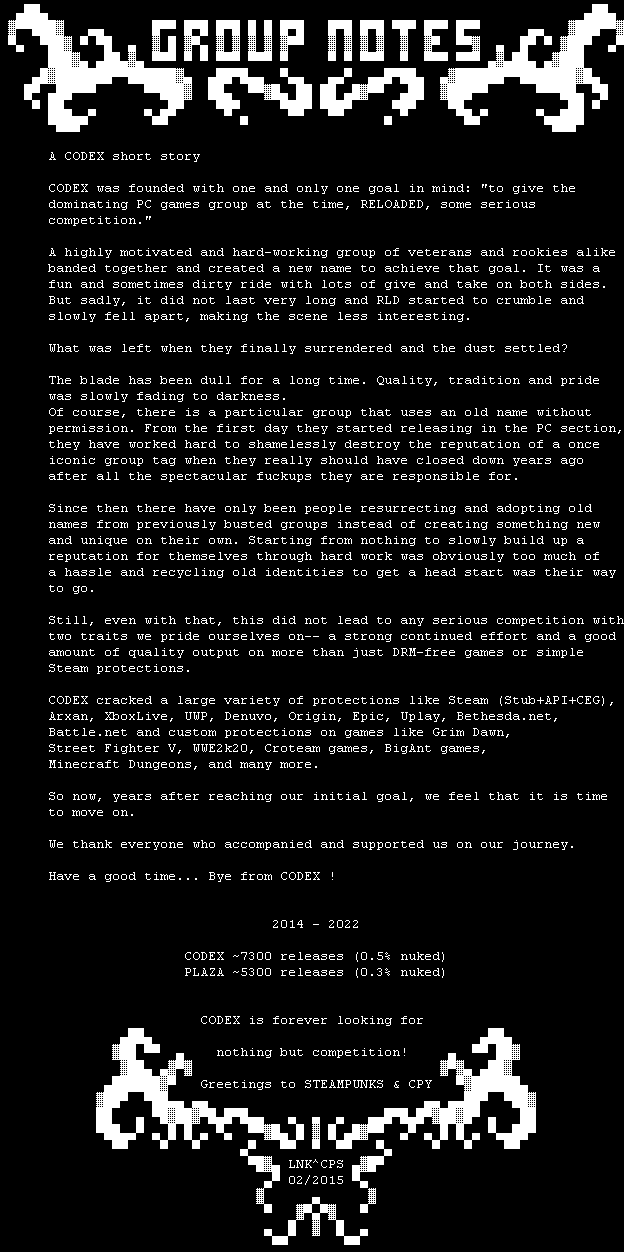 GROUP NOTES
A CODEX short story
CODEX was founded with one and only one goal in mind: "to give the
dominating PC games group at the time, RELOADED, some serious
competition."
A highly motivated and hard-working group of veterans and rookies alike
banded together and created a new name to achieve that goal. It was a
fun and sometimes dirty ride with lots of give and take on both sides.
But sadly, it did not last very long and RLD started to crumble and
slowly fell apart, making the scene less interesting.
What was left when they finally surrendered and the dust settled?
The blade has been dull for a long time. Quality, tradition and pride
was slowly fading to darkness.
Of course, there is a particular group that uses an old name without
permission. From the first day they started releasing in the PC section,
they have worked hard to shamelessly destroy the reputation of a once
iconic group tag when they really should have closed down years ago
after all the spectacular fuckups they are responsible for.
Since then there have only been people resurrecting and adopting old
names from previously busted groups instead of creating something new
and unique on their own. Starting from nothing to slowly build up a
reputation for themselves through hard work was obviously too much of
a hassle and recycling old identities to get a head start was their way
to go.
Still, even with that, this did not lead to any serious competition with
two traits we pride ourselves on-- a strong continued effort and a good
amount of quality output on more than just DRM-free games or simple
Steam protections.
CODEX cracked a large variety of protections like Steam (Stub+API+CEG),
Arxan, XboxLive, UWP, Denuvo, Origin, Epic, Uplay, Bethesda.net,
Battle.net and custom protections on games like Grim Dawn,
Street Fighter V, WWE2k20, Croteam games, BigAnt games,
Minecraft Dungeons, and many more.
So now, years after reaching our initial goal, we feel that it is time
to move on.
We thank everyone who accompanied and supported us on our journey.
Have a good time... Bye from CODEX !
2014 - 2022
CODEX ~7300 releases (0.5% nuked)
PLAZA ~5300 releases (0.3% nuked)
CODEX is forever looking for
nothing but competition!
Greetings to STEAMPUNKS & CPY
LNK^CPS
02/2015